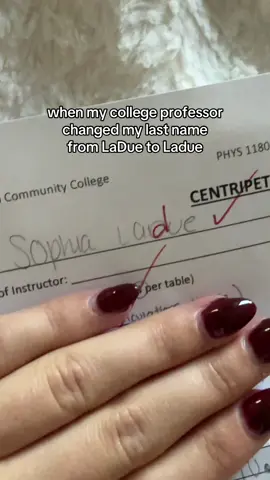 when my college professor
changed my last name
from LaDue to Ladue
Community College PHYS 1180
CENTRIPET
Sophia Ladue
of Instructor: per table)